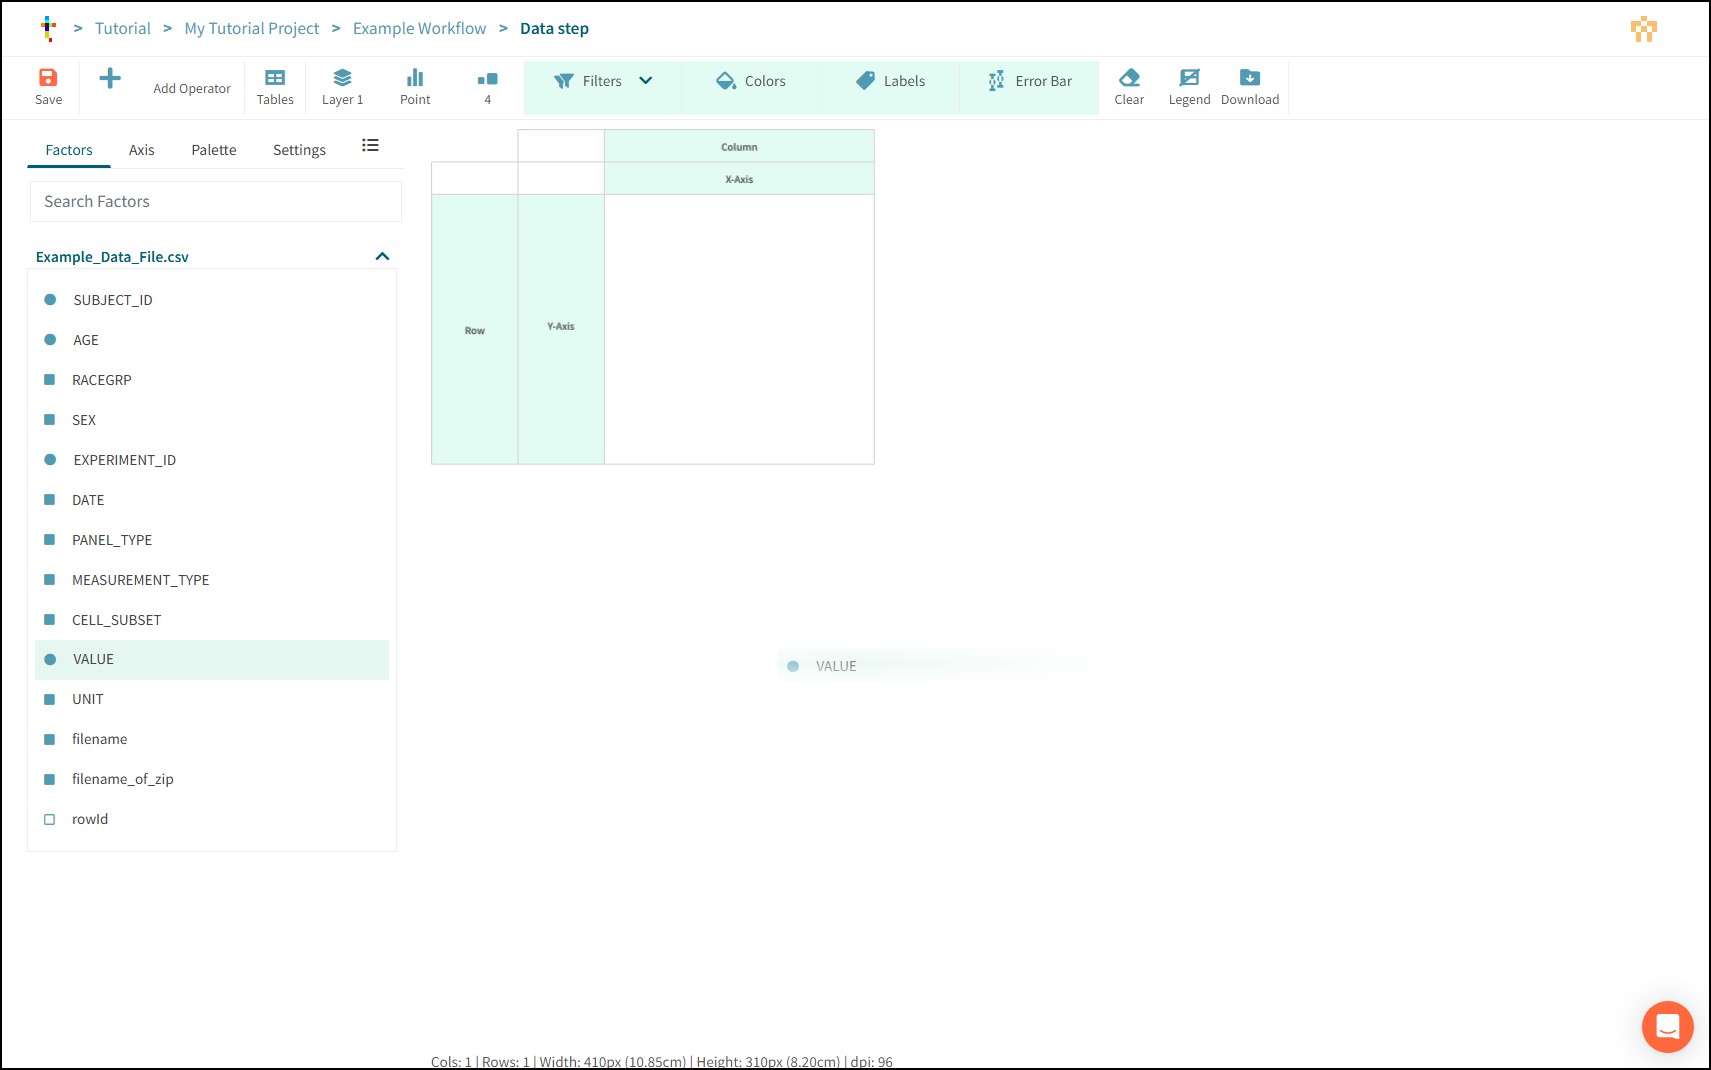 > Tutorial > My Tutorial Project > Example Workflow > Data step
Save
Add Operator
Tables
Layer 1
Point
4
Filters
Colors
Labels
Error Bar
Clear
Legend
Download
Factors Axis Palette Settings
Search Factors
Example_Data_File.csv
SUBJECT_ID
AGE
RACEGRP
SEX
EXPERIMENT_ID
DATE
PANEL_TYPE
MEASUREMENT_TYPE
CELL_SUBSET
VALUE
UNIT
filename
filename_of_zip
rowId
Column
X-Axis
Row
Y-Axis
VALUE
Cols: 1 | Rows: 1 | Width: 410px (10.85cm) | Height: 310px (8.20cm) | dpi: 96